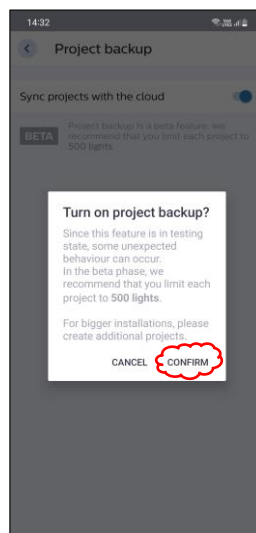 14:32
Project backup
Sync projects with the cloud
BETA
Project backup is a beta feature, we
recommend that you limit each project to
500 lights.
Turn on project backup?
Since this feature is in testing
state, some unexpected
behaviour can occur.
In the beta phase, we
recommend that you limit each
project to 500 lights.
For bigger installations, please
create additional projects.
CANCEL CONFIRM